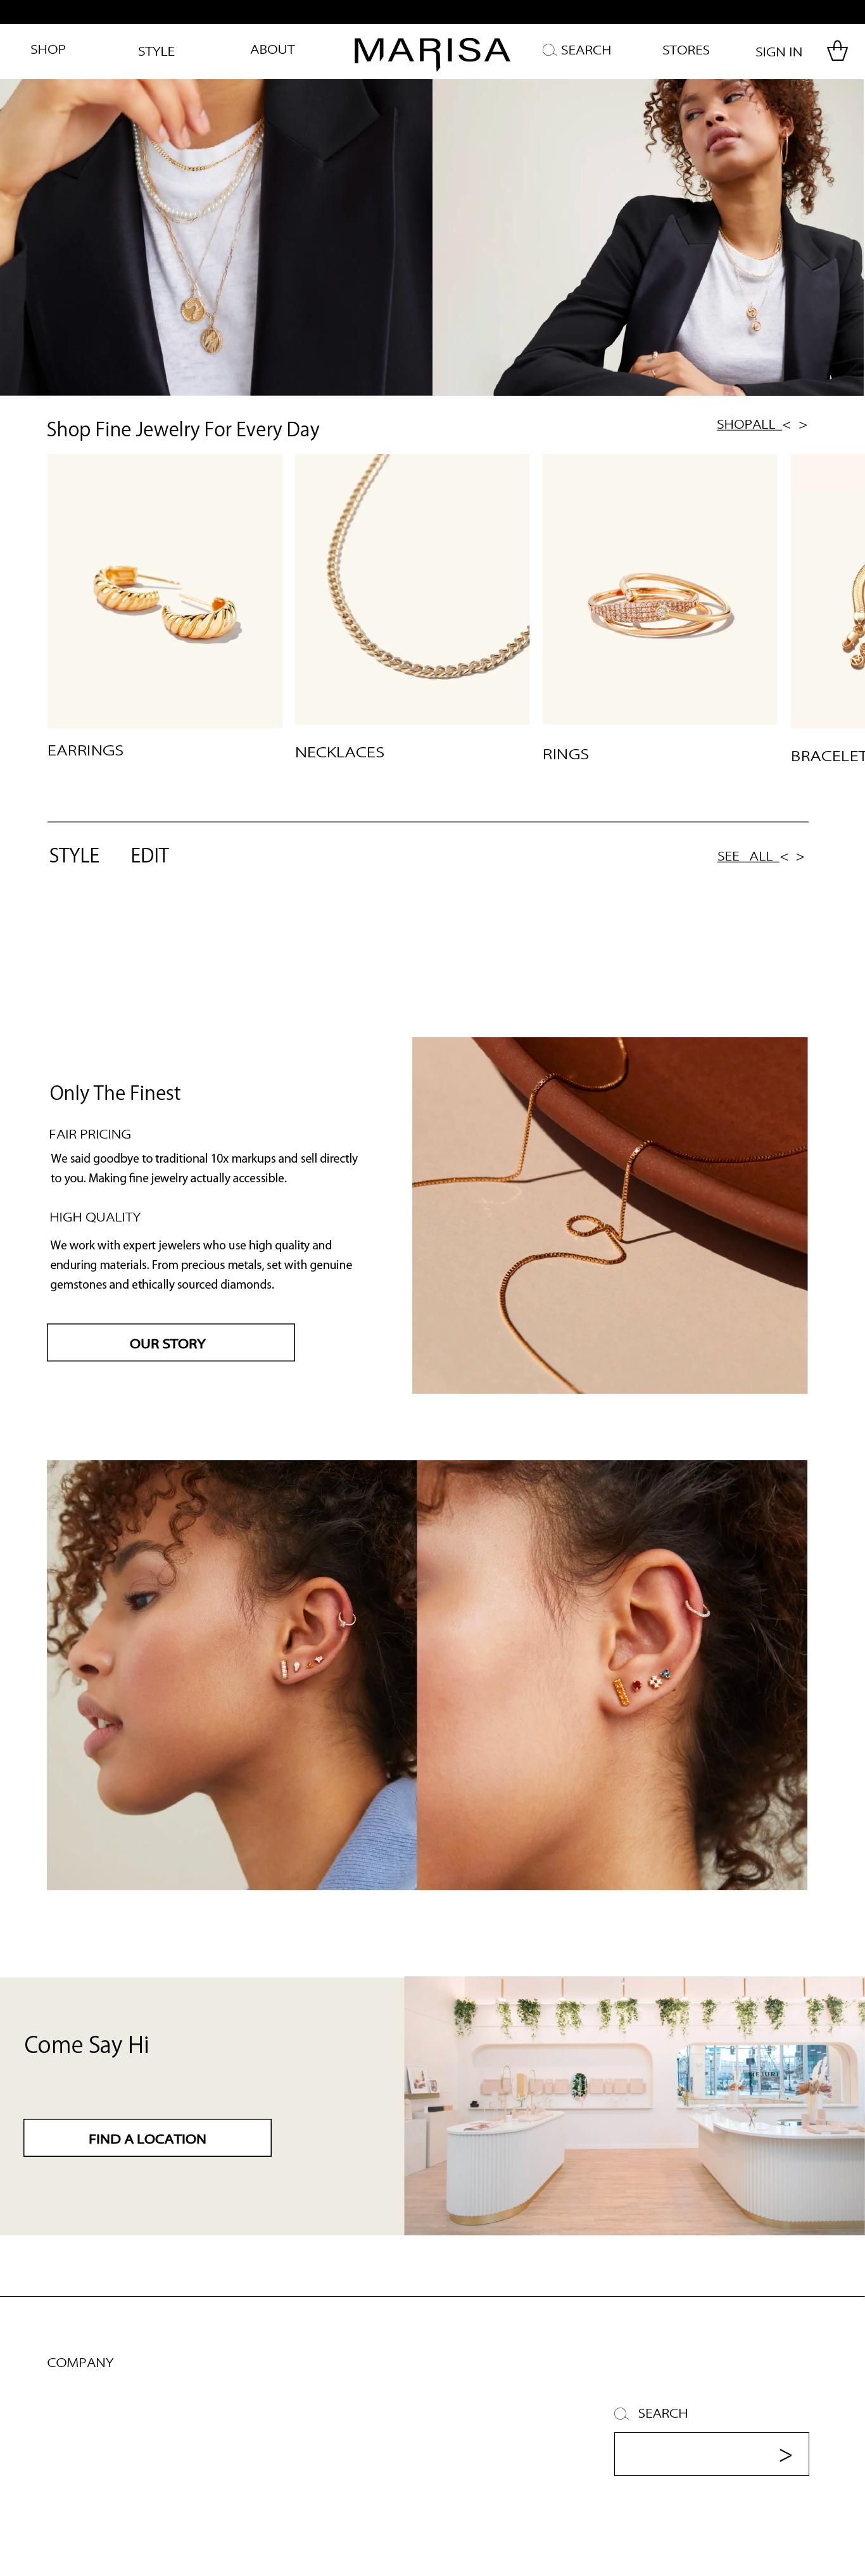 SHOP
STYLE
ABOUT
MARISA
SEARCH
STORES
SIGN IN
Shop Fine Jewelry For Every Day
SHOPALL < >
EARRINGS
NECKLACES
RINGS
BRACELET
STYLE EDIT
SEE ALL < >
Only The Finest
FAIR PRICING
We said goodbye to traditional 10x markups and sell directly
to you. Making fine jewelry actually accessible.
HIGH QUALITY
We work with expert jewelers who use high quality and
enduring materials. From precious metals, set with genuine
gemstones and ethically sourced diamonds.
OUR STORY
Come Say Hi
FIND A LOCATION
COMPANY
SEARCH
>